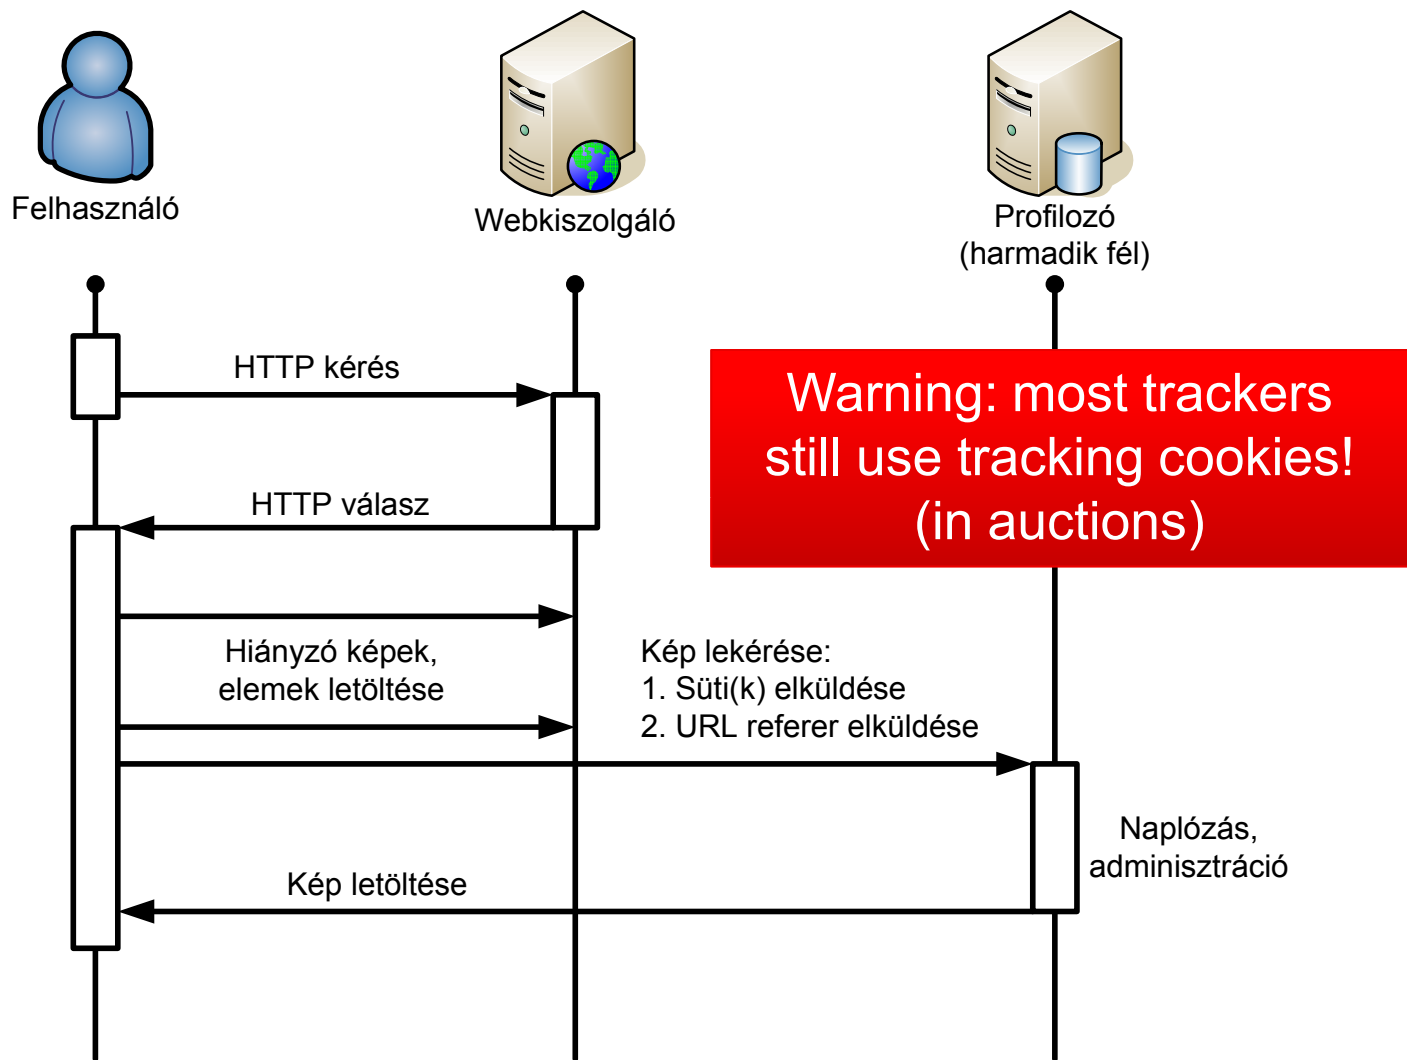 Felhasználó
Webkiszolgáló
Profilozó
(harmadik fél)
HTTP kérés
Warning: most trackers
still use tracking cookies!
(in auctions)
HTTP válasz
Hiányzó képek,
elemek letöltése
Kép lekérése:
1. Süti(k) elküldése
2. URL referer elküldése
Naplózás,
adminisztráció
Kép letöltése